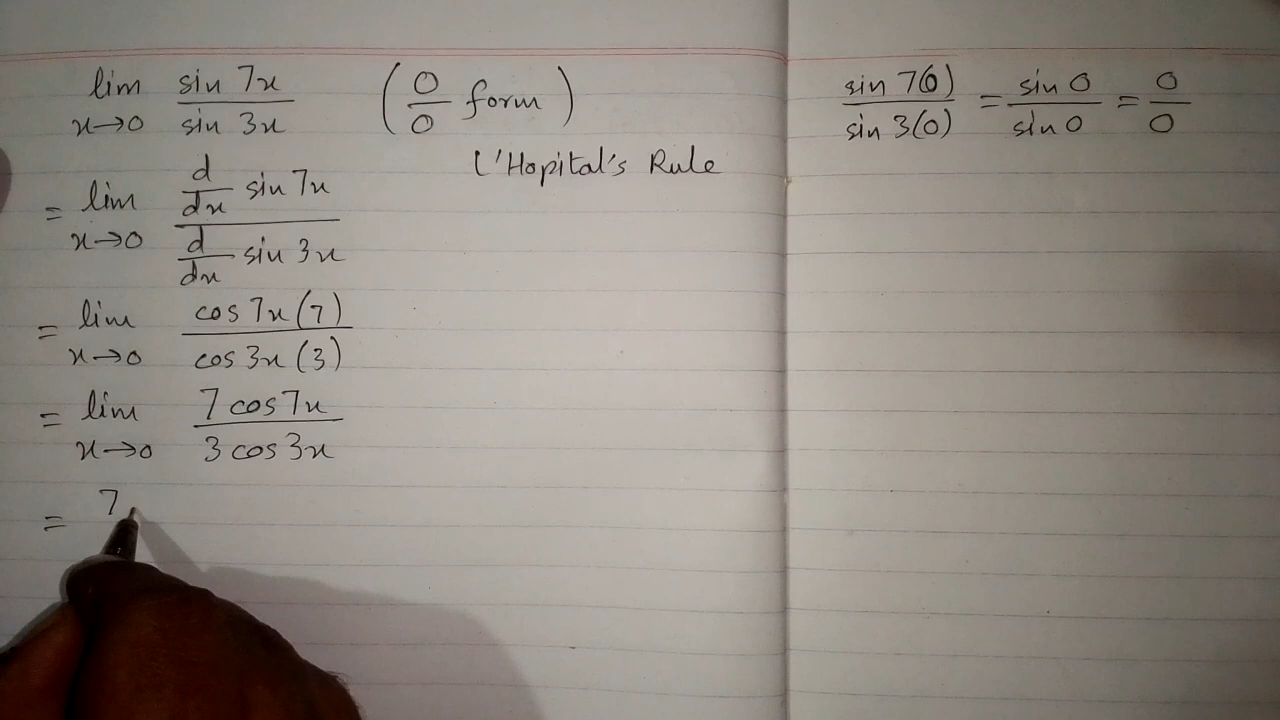 lim sin 7x ( 0/0 form )
x→0 sin 3x
L'Hopital's Rule
= lim d/dx sin 7x
x→0 d/dx sin 3x
= lim cos 7x (7)
x→0 cos 3x (3)
= lim 7 cos 7x
x→0 3 cos 3x
= 7
sin 7(0) = sin 0 = 0
sin 3(0) sin 0 0